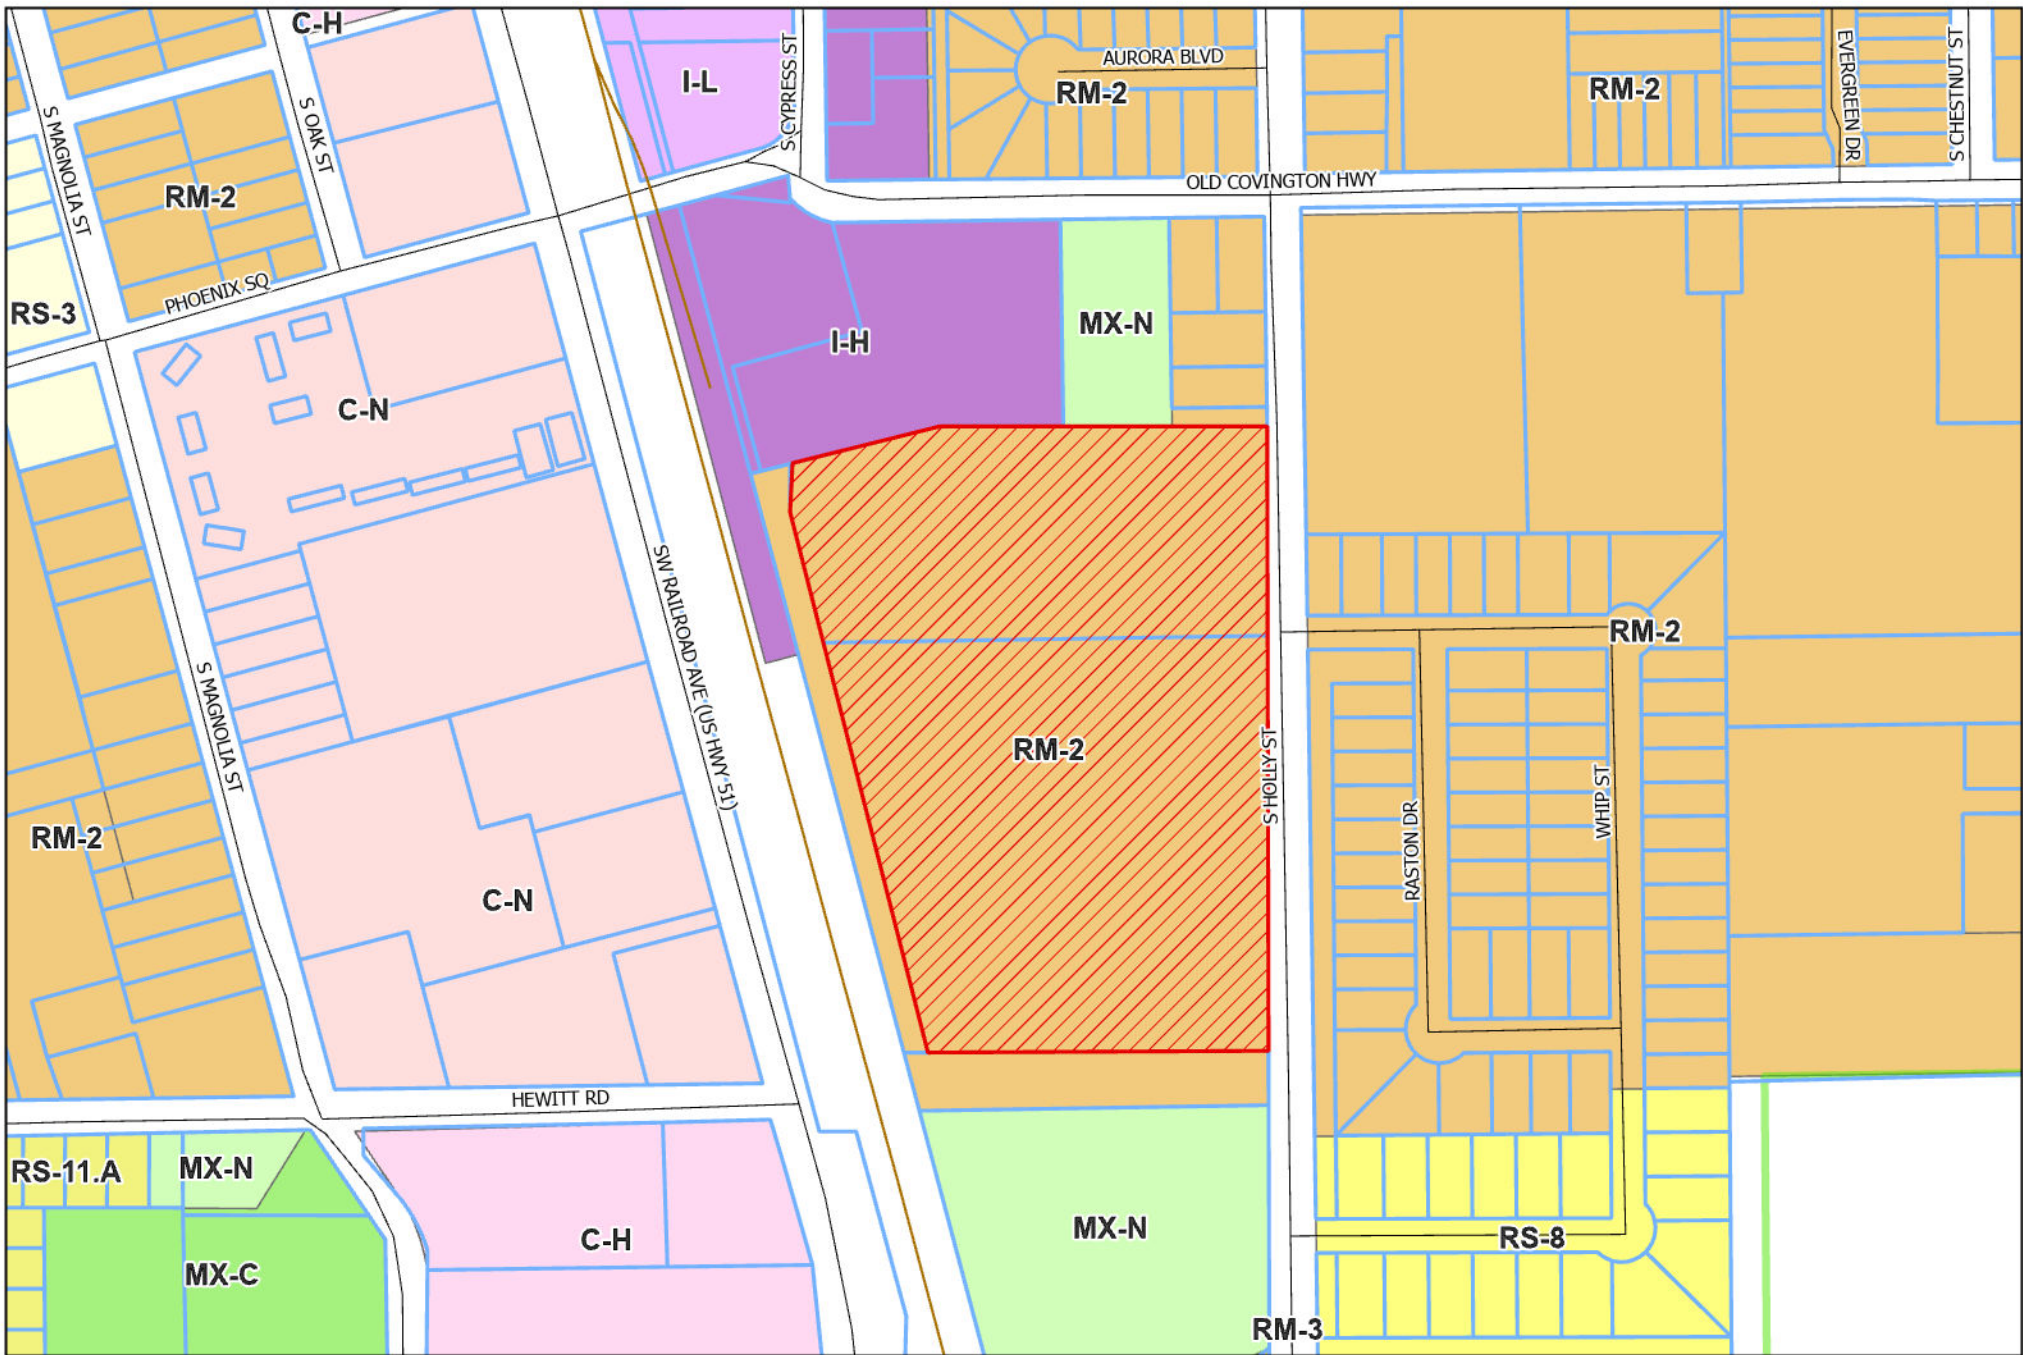 C-H
I-L
S CYPRESS ST
AURORA BLVD
RM-2
RM-2
EVERGREEN DR
S CHESTNUT ST
S MAGNOLIA ST
S OAK ST
RM-2
OLD COVINGTON HWY
PHOENIX SQ
RS-3
I-H
MX-N
C-N
SW RAILROAD AVE (US HWY 51)
RM-2
S MAGNOLIA ST
RM-2
S HOLLY ST
RASTON DR
WHIP ST
RM-2
C-N
HEWITT RD
RS-11.A
MX-N
C-H
MX-N
RS-8
MX-C
RM-3